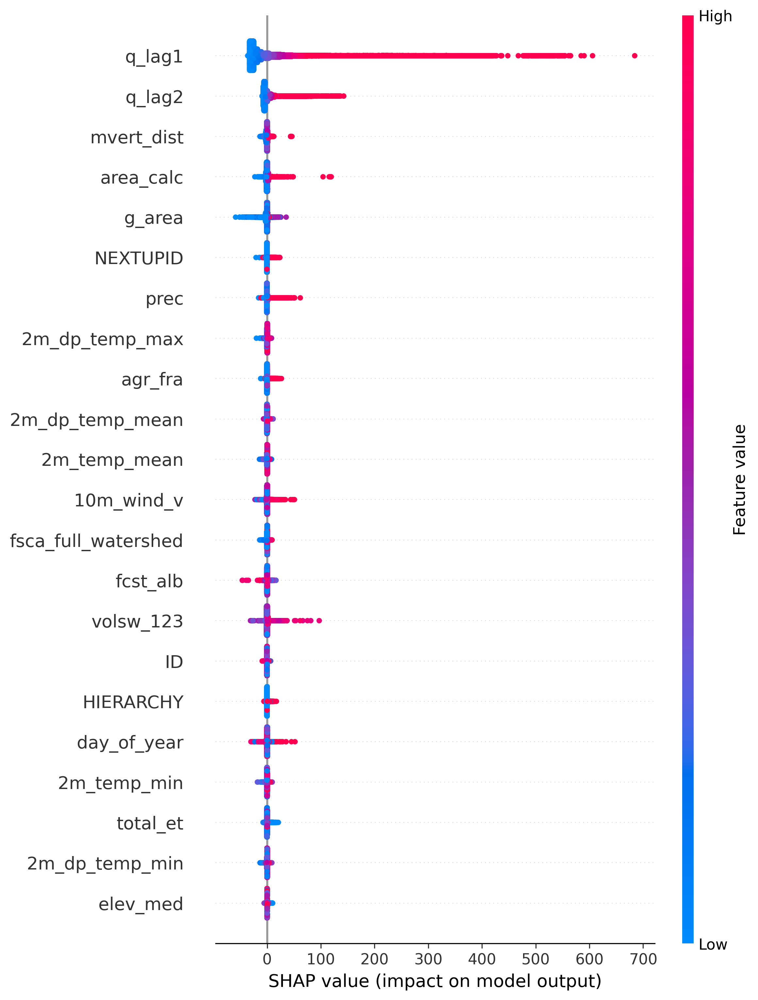 High
q_lag1
q_lag2
mvert_dist
area_calc
g_area
NEXTUPID
prec
2m_dp_temp_max
agr_fra
2m_dp_temp_mean
2m_temp_mean
10m_wind_v
fsca_full_watershed
fcst_alb
volsw_123
ID
HIERARCHY
day_of_year
2m_temp_min
total_et
2m_dp_temp_min
elev_med
Feature value
Low
0 100 200 300 400 500 600 700
SHAP value (impact on model output)